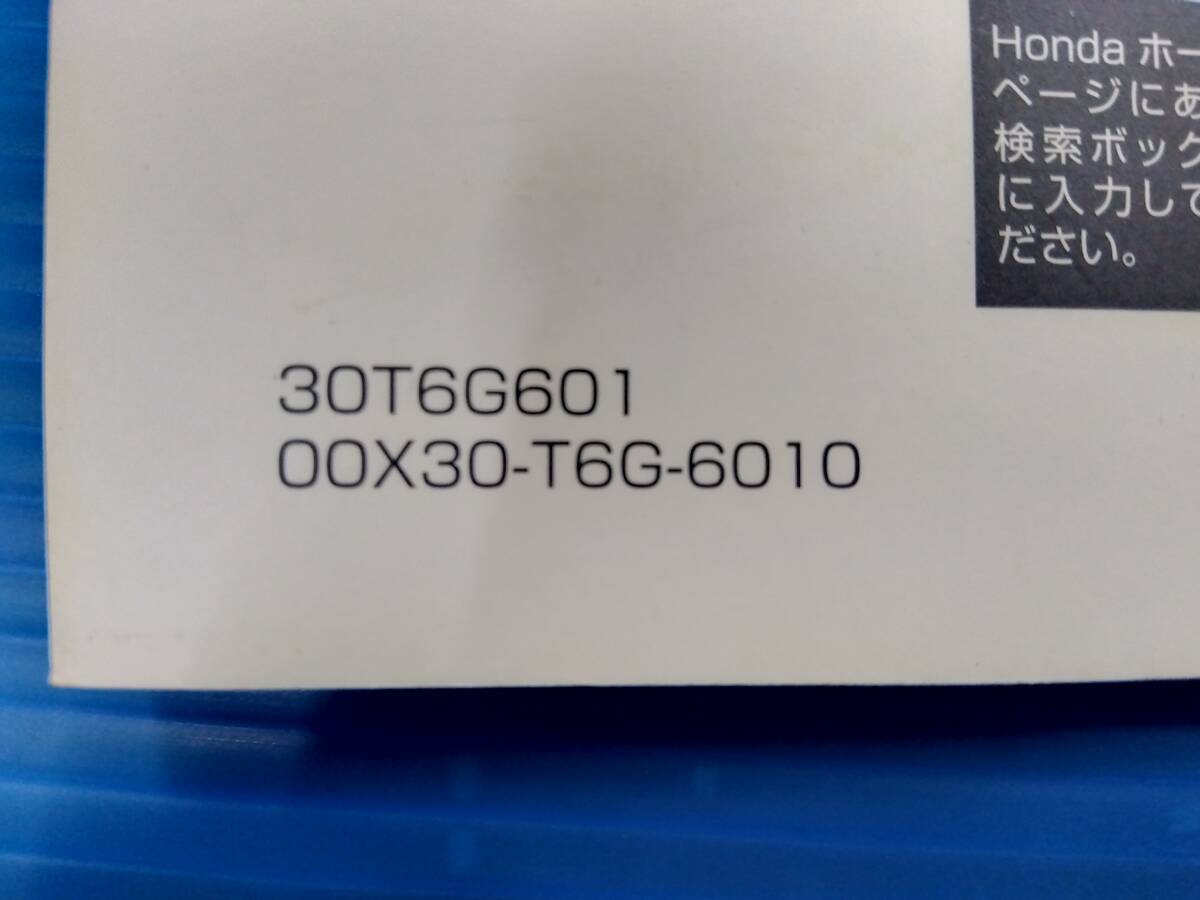 Honda ホー
ページにあ
検索ボック
に入力して
ださい。
30T6G601
00X30-T6G-6010